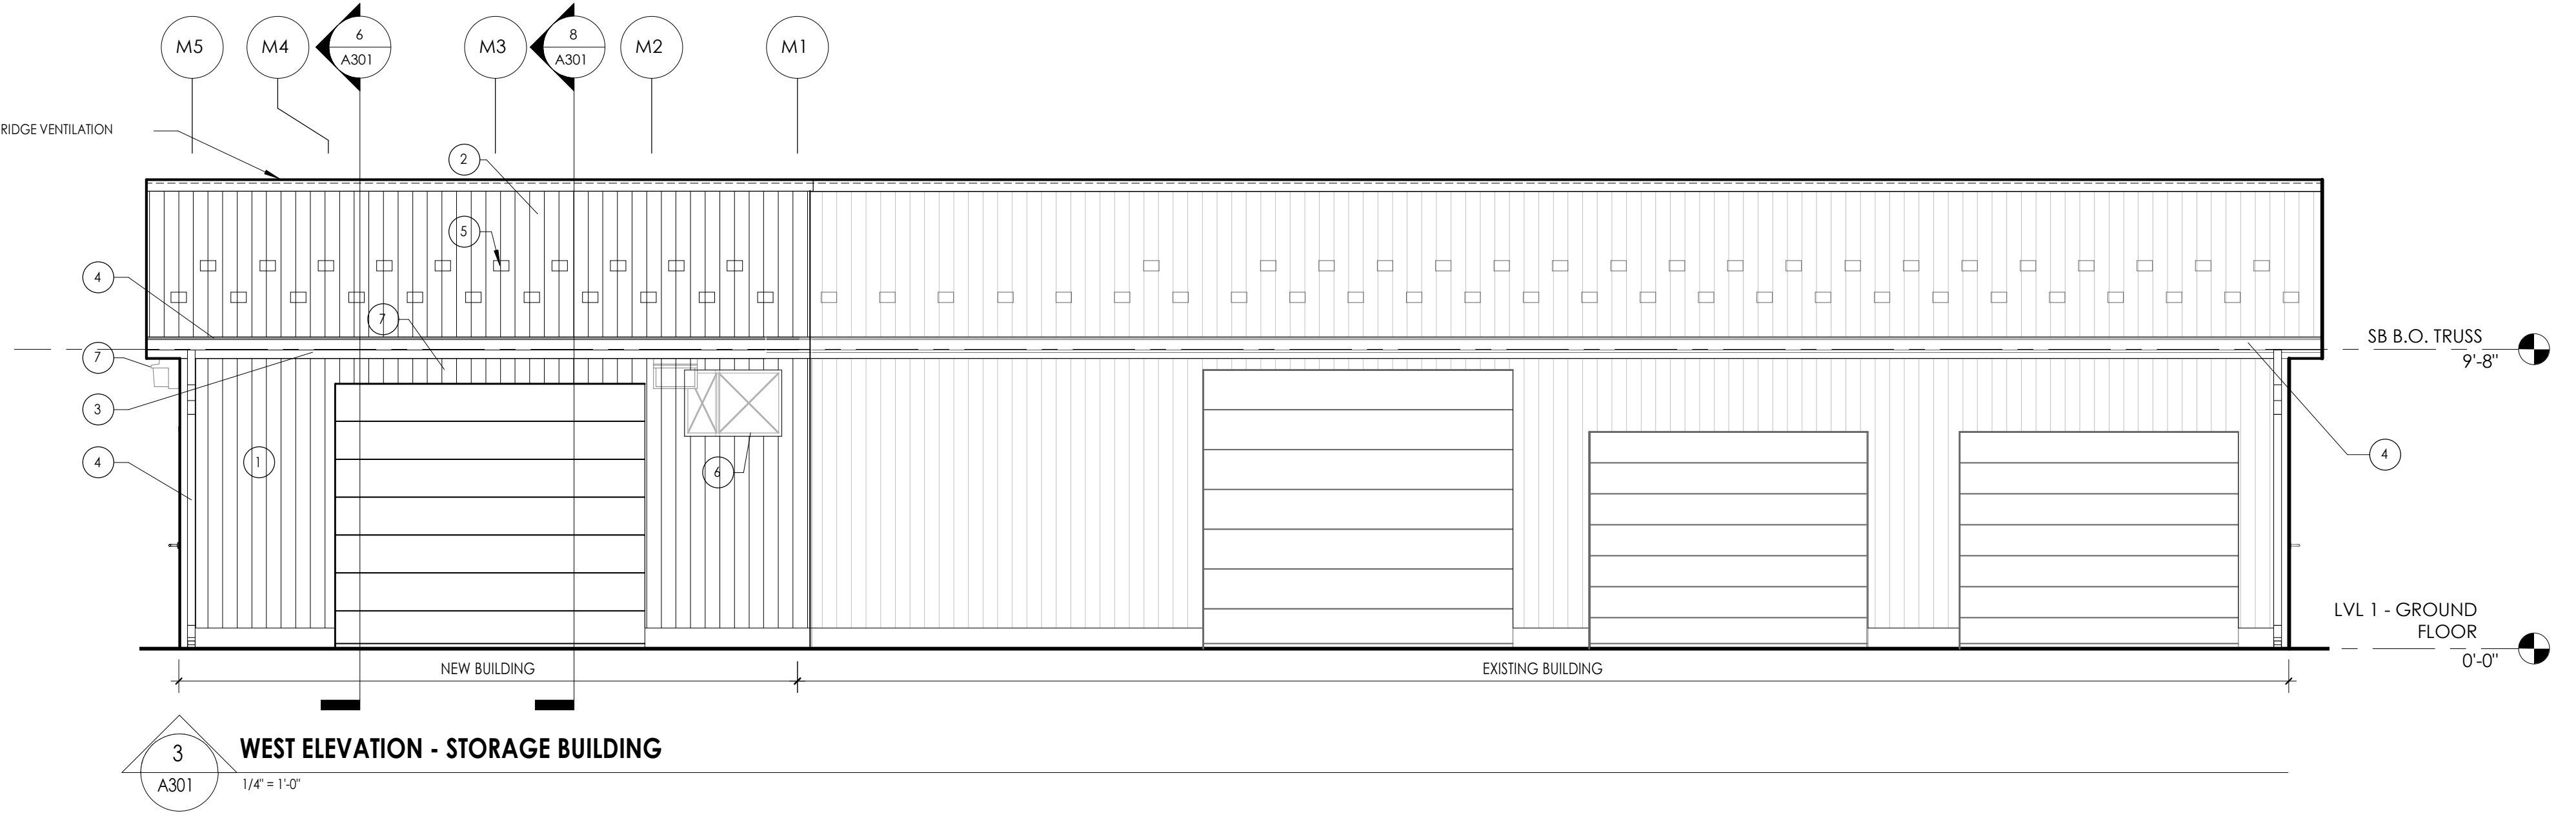 M5
M4
6
A301
M3
8
A301
M2
M1
RIDGE VENTILATION
2
5
4
7
7
3
4
1
6
SB B.O. TRUSS
9'-8"
4
LVL 1 - GROUND
FLOOR
0'-0"
NEW BUILDING
EXISTING BUILDING
3
A301
WEST ELEVATION - STORAGE BUILDING
1/4" = 1'-0"